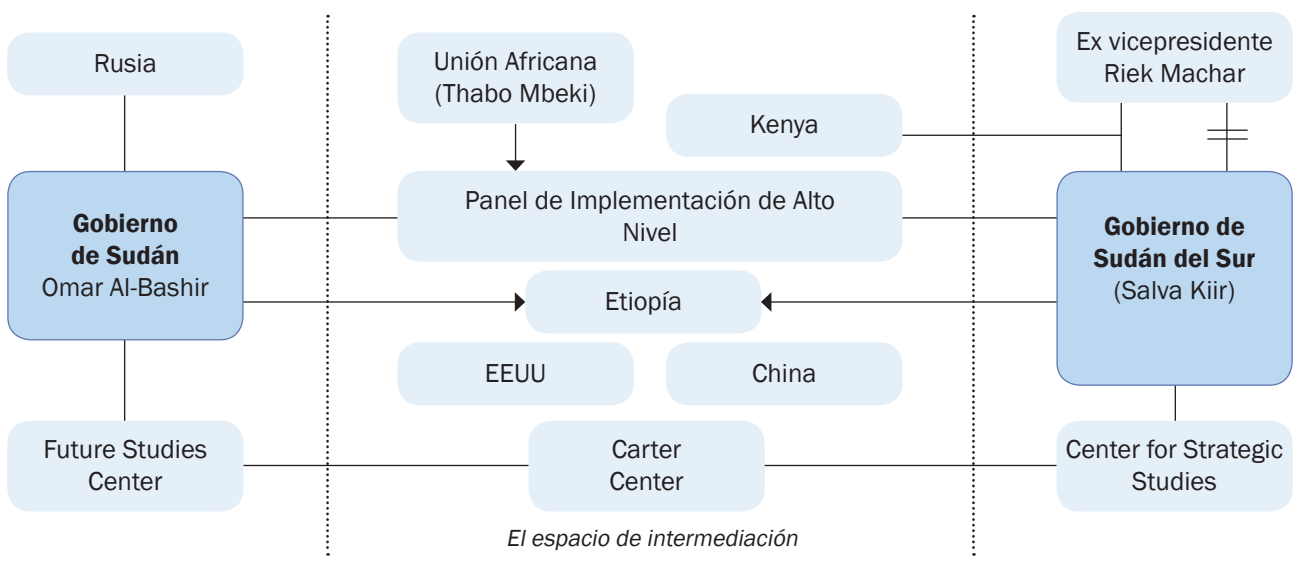 Rusia
Unión Africana
(Thabo Mbeki)
Ex vicepresidente
Riek Machar
Kenya
Gobierno
de Sudán
Omar Al-Bashir
Panel de Implementación de Alto
Nivel
Gobierno de
Sudán del Sur
(Salva Kiir)
Etiopía
EEUU
China
Future Studies
Center
Carter
Center
Center for Strategic
Studies
El espacio de intermediación